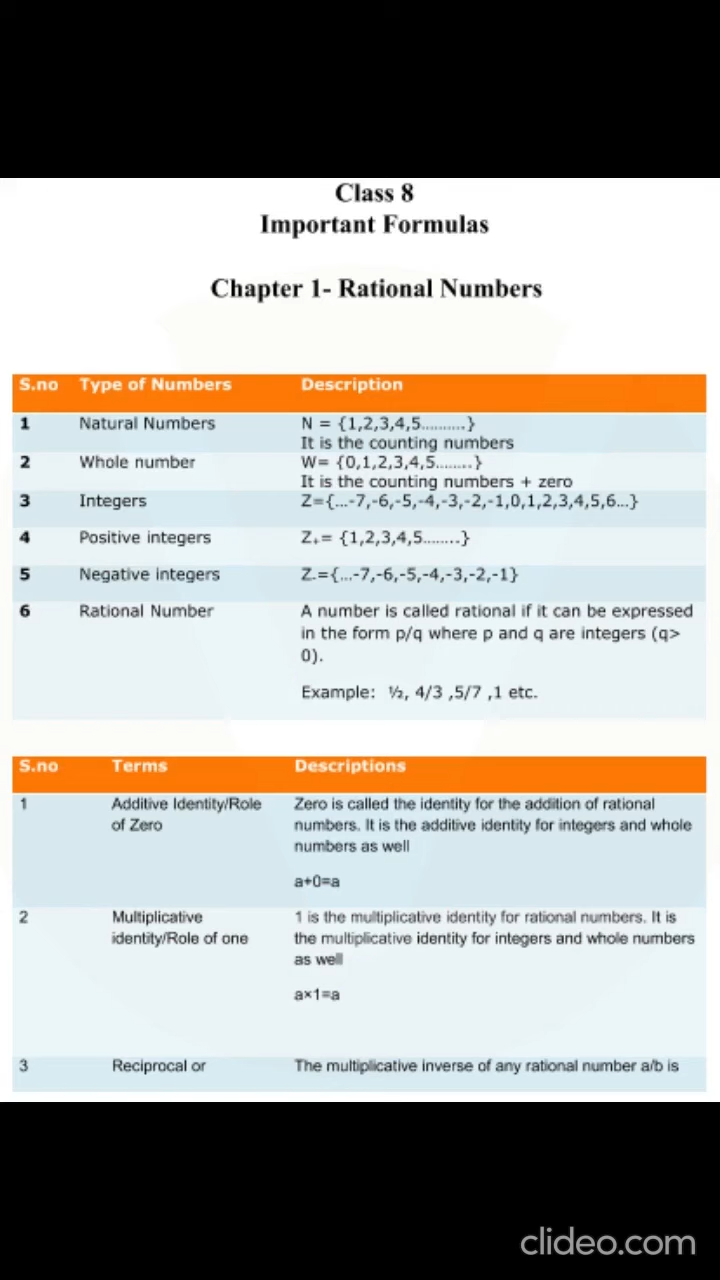 Class 8
Important Formulas
Chapter 1- Rational Numbers
S.no Type of Numbers Description
1 Natural Numbers N = {1,2,3,4,5..........}
It is the counting numbers
2 Whole number W= {0,1,2,3,4,5........}
It is the counting numbers + zero
3 Integers Z={...-7,-6,-5,-4,-3,-2,-1,0,1,2,3,4,5,6...}
4 Positive integers Z+= {1,2,3,4,5........}
5 Negative integers Z-={...-7,-6,-5,-4,-3,-2,-1}
6 Rational Number A number is called rational if it can be expressed
in the form p/q where p and q are integers (q>
0).
Example: ½, 4/3 ,5/7 ,1 etc.
S.no Terms Descriptions
1 Additive Identity/Role Zero is called the identity for the addition of rational
of Zero numbers. It is the additive identity for integers and whole
numbers as well
a+0=a
2 Multiplicative 1 is the multiplicative identity for rational numbers. It is
identity/Role of one the multiplicative identity for integers and whole numbers
as well
a×1=a
3 Reciprocal or The multiplicative inverse of any rational number a/b is
clideo.com